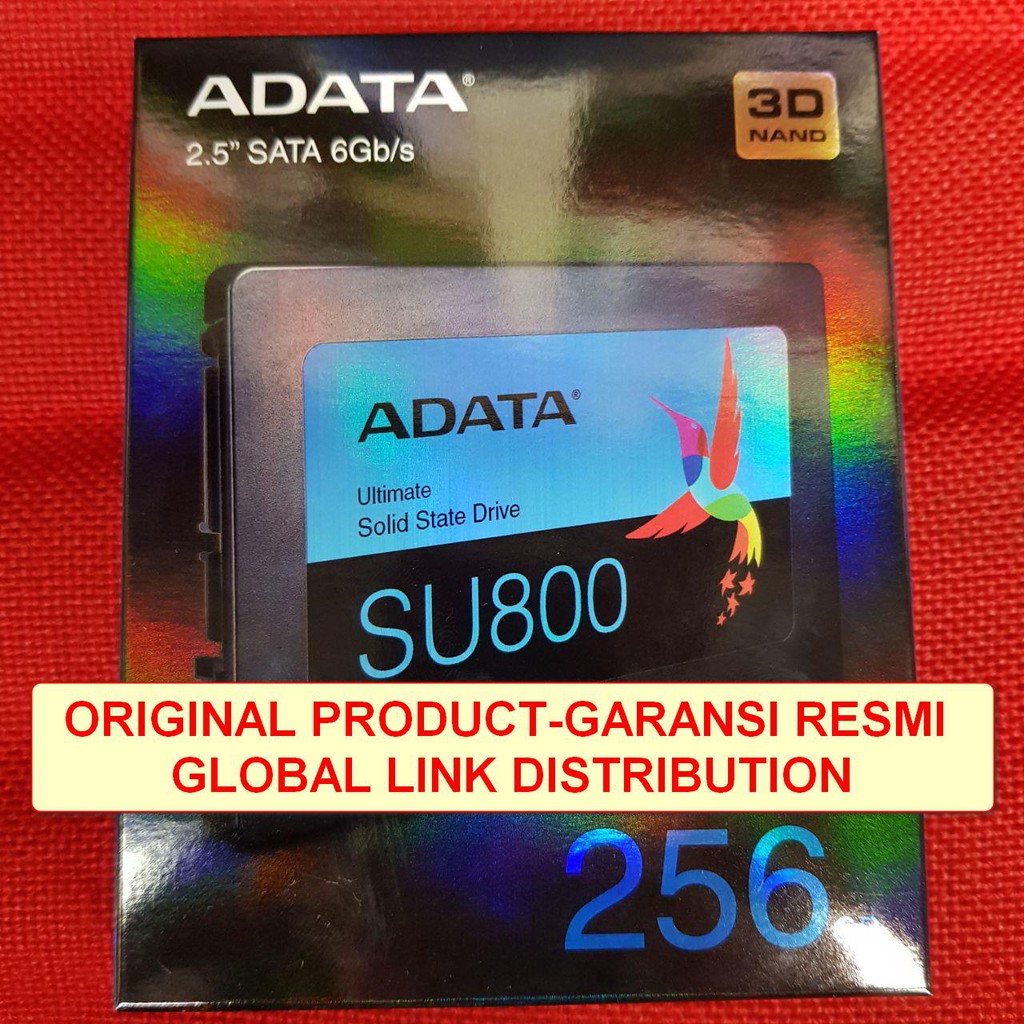 ADATA®
2.5” SATA 6Gb/s
3D
NAND
ADATA®
Ultimate
Solid State Drive
SU800
ORIGINAL PRODUCT-GARANSI RESMI
GLOBAL LINK DISTRIBUTION
256